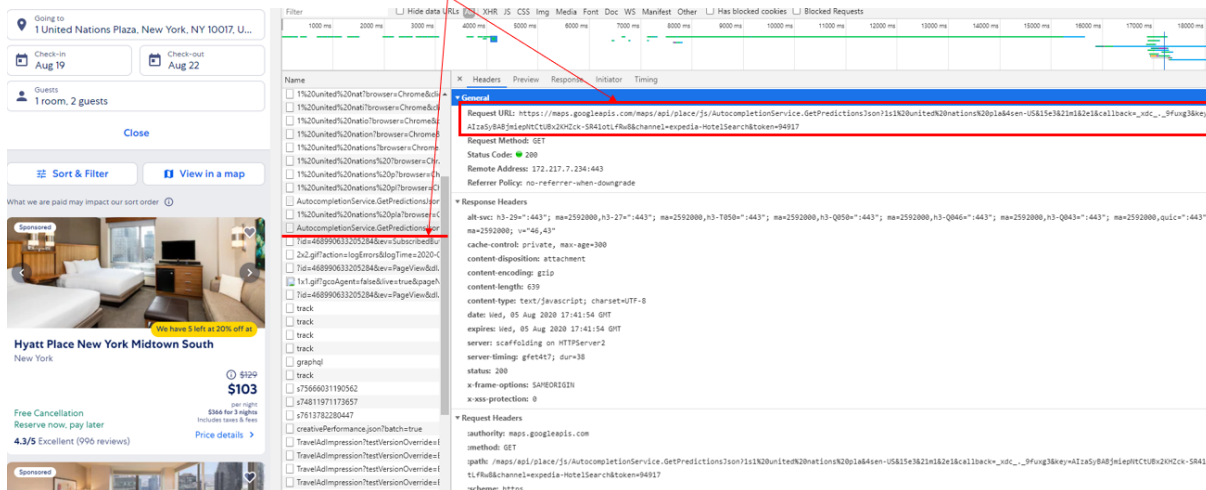 Going to
1 United Nations Plaza, New York, NY 10017, U...
Check-in
Aug 19
Check-out
Aug 22
Guests
1 room, 2 guests
Close
Sort & Filter
View in a map
What we are paid may impact our sort order
Sponsored
We have 5 left at 20% off at
Hyatt Place New York Midtown South
New York
$129
$103
per night
$366 for 3 nights
Includes taxes & fees
Free Cancellation
Reserve now, pay later
4.3/5 Excellent (996 reviews)
Price details
Sponsored
Filter
Hide data URLs
XHR JS CSS Img Media Font Doc WS Manifest Other
Has blocked cookies
Blocked Requests
1000 ms 2000 ms 3000 ms 4000 ms 5000 ms 6000 ms 7000 ms 8000 ms 9000 ms 10000 ms 11000 ms 12000 ms 13000 ms 14000 ms 15000 ms 16000 ms 17000 ms 18000 ms
Name
1%20united%20nat?browser=Chrome&cli
1%20united%20nati?browser=Chrome&cl
1%20united%20natio?browser=Chrome&
1%20united%20nation?browser=Chrome
1%20united%20nations?browser=Chrom
1%20united%20nations%20?browser=Chr
1%20united%20nations%20p?browser=C
1%20united%20nations%20pl?browser=C
AutocompletionService.GetPredictionsJson
1%20united%20nations%20pla?browser=C
AutocompletionService.GetPredictionsJson
?id=468990633205284&ev=SubscribedBu
2x2.gif?action=logErrors&logTime=2020-0
?id=468990633205284&ev=PageView&dl.
1x1.gif?gcoAgent=false&live=true&pageN
?id=468990633205284&ev=PageView&dl.
track
track
track
track
graphql
track
s75666031190562
s74811971173657
s7613782280447
creativePerformance.json?batch=true
TravelAdImpression?testVersionOverride=E
TravelAdImpression?testVersionOverride=E
TravelAdImpression?testVersionOverride=E
TravelAdImpression?testVersionOverride=E
× Headers Preview Response Initiator Timing
General
Request URL: https://maps.googleapis.com/maps/api/place/js/AutocompletionService.GetPredictionsJson?1s1%20united%20nations%20pla&4sen-US&15e3&21m1&2e1&callback=_xdc_._9fuxg3&key
AIzaSyBABjmiepNtCtUBx2KHZck-SR41otLfRw8&channel=expedia-HotelSearch&token=94917
Request Method: GET
Status Code: 200
Remote Address: 172.217.7.234:443
Referrer Policy: no-referrer-when-downgrade
Response Headers
alt-svc: h3-29=":443"; ma=2592000,h3-27=":443"; ma=2592000,h3-T050=":443"; ma=2592000,h3-Q050=":443"; ma=2592000,h3-Q046=":443"; ma=2592000,h3-Q043=":443"; ma=2592000,quic=":443"
ma=2592000; v="46,43"
cache-control: private, max-age=300
content-disposition: attachment
content-encoding: gzip
content-length: 639
content-type: text/javascript; charset=UTF-8
date: Wed, 05 Aug 2020 17:41:54 GMT
expires: Wed, 05 Aug 2020 17:41:54 GMT
server: scaffolding on HTTPServer2
server-timing: gfet4t7; dur=38
status: 200
x-frame-options: SAMEORIGIN
x-xss-protection: 0
Request Headers
:authority: maps.googleapis.com
:method: GET
:path: /maps/api/place/js/AutocompletionService.GetPredictionsJson?1s1%20united%20nations%20pla&4sen-US&15e3&21m1&2e1&callback=_xdc_._9fuxg3&key=AIzaSyBABjmiepNtCtUBx2KHZck-SR41
tLfRw8&channel=expedia-HotelSearch&token=94917
:scheme: https